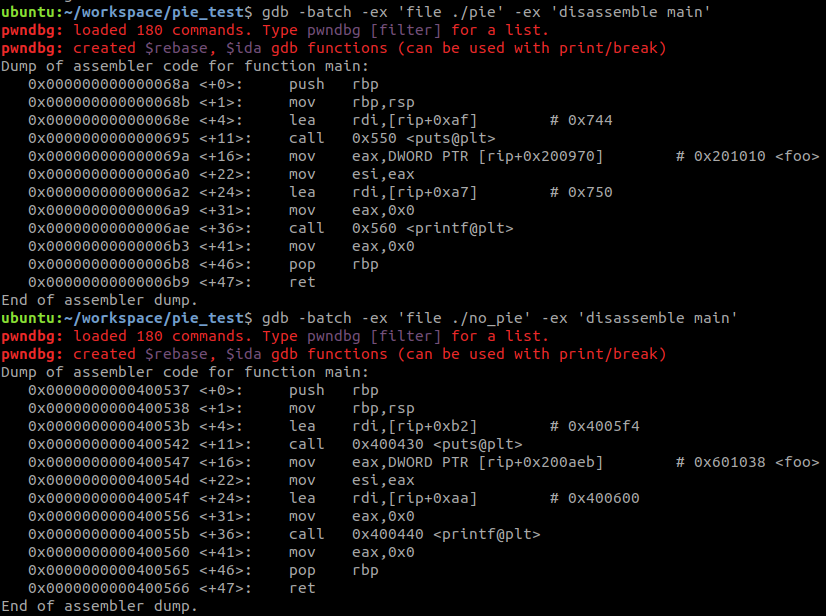 ubuntu:~/workspace/pie_test$ gdb -batch -ex 'file ./pie' -ex 'disassemble main'
pwndbg: loaded 180 commands. Type pwndbg [filter] for a list.
pwndbg: created $rebase, $ida gdb functions (can be used with print/break)
Dump of assembler code for function main:
   0x000000000000068a <+0>:     push   rbp
   0x000000000000068b <+1>:     mov    rbp,rsp
   0x000000000000068e <+4>:     lea    rdi,[rip+0xaf]        # 0x744
   0x0000000000000695 <+11>:    call   0x550 <puts@plt>
   0x000000000000069a <+16>:    mov    eax,DWORD PTR [rip+0x200970]        # 0x201010 <foo>
   0x00000000000006a0 <+22>:    mov    esi,eax
   0x00000000000006a2 <+24>:    lea    rdi,[rip+0xa7]        # 0x750
   0x00000000000006a9 <+31>:    mov    eax,0x0
   0x00000000000006ae <+36>:    call   0x560 <printf@plt>
   0x00000000000006b3 <+41>:    mov    eax,0x0
   0x00000000000006b8 <+46>:    pop    rbp
   0x00000000000006b9 <+47>:    ret
End of assembler dump.
ubuntu:~/workspace/pie_test$ gdb -batch -ex 'file ./no_pie' -ex 'disassemble main'
pwndbg: loaded 180 commands. Type pwndbg [filter] for a list.
pwndbg: created $rebase, $ida gdb functions (can be used with print/break)
Dump of assembler code for function main:
   0x0000000000400537 <+0>:     push   rbp
   0x0000000000400538 <+1>:     mov    rbp,rsp
   0x000000000040053b <+4>:     lea    rdi,[rip+0xb2]        # 0x4005f4
   0x0000000000400542 <+11>:    call   0x400430 <puts@plt>
   0x0000000000400547 <+16>:    mov    eax,DWORD PTR [rip+0x200aeb]        # 0x601038 <foo>
   0x000000000040054d <+22>:    mov    esi,eax
   0x000000000040054f <+24>:    lea    rdi,[rip+0xaa]        # 0x400600
   0x0000000000400556 <+31>:    mov    eax,0x0
   0x000000000040055b <+36>:    call   0x400440 <printf@plt>
   0x0000000000400560 <+41>:    mov    eax,0x0
   0x0000000000400565 <+46>:    pop    rbp
   0x0000000000400566 <+47>:    ret
End of assembler dump.